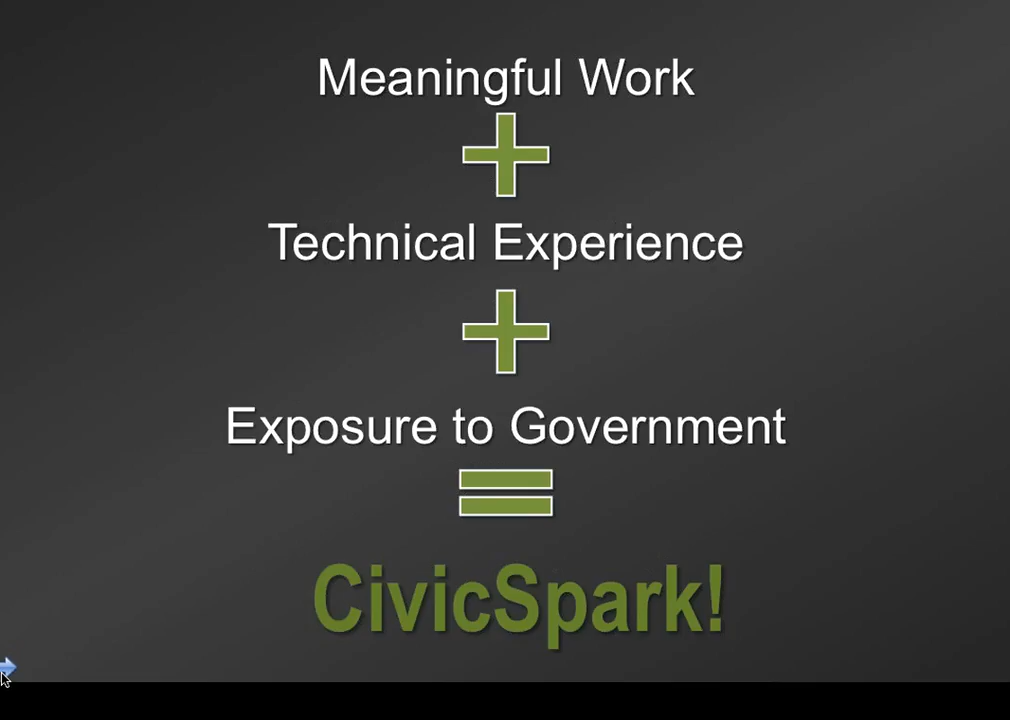 Meaningful Work
+
Technical Experience
+
Exposure to Government
=
CivicSpark!